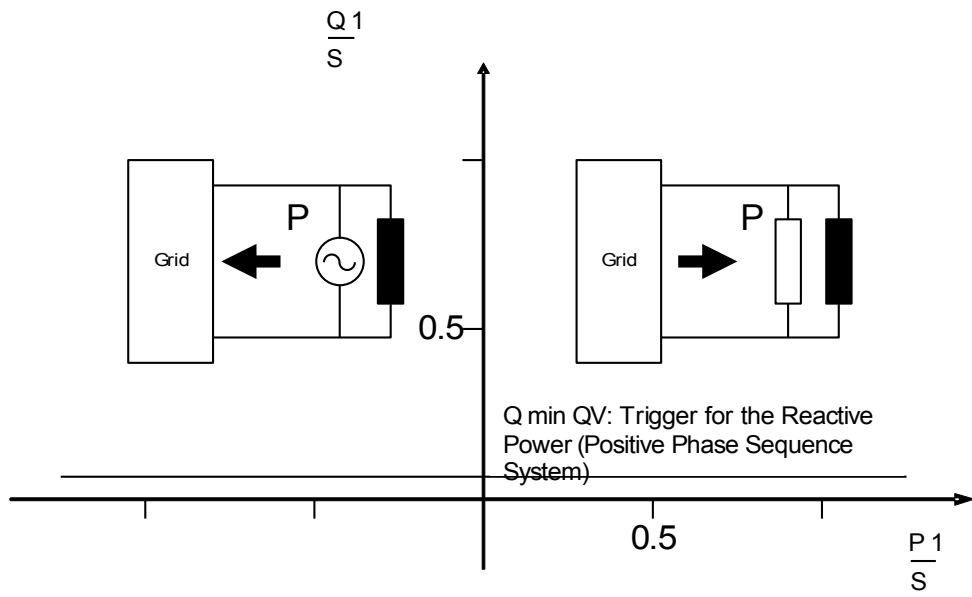 Q 1
S
P
Grid
P
Grid
0.5
Q min QV: Trigger for the Reactive
Power (Positive Phase Sequence
System)
0.5
P 1
S